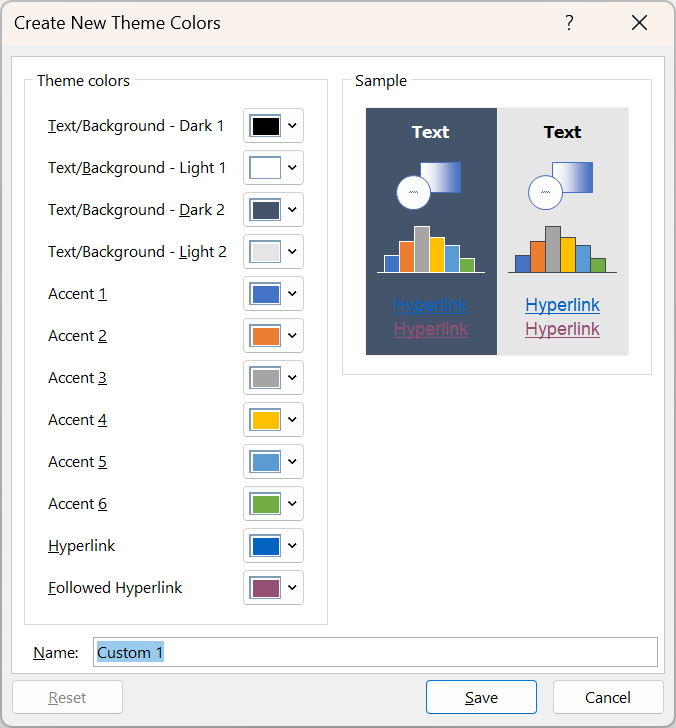 Create New Theme Colors ?
Theme colors
Text/Background - Dark 1
Text/Background - Light 1
Text/Background - Dark 2
Text/Background - Light 2
Accent 1
Accent 2
Accent 3
Accent 4
Accent 5
Accent 6
Hyperlink
Followed Hyperlink
Sample
Text Text
Hyperlink Hyperlink
Hyperlink Hyperlink
Name: Custom 1
Reset Save Cancel